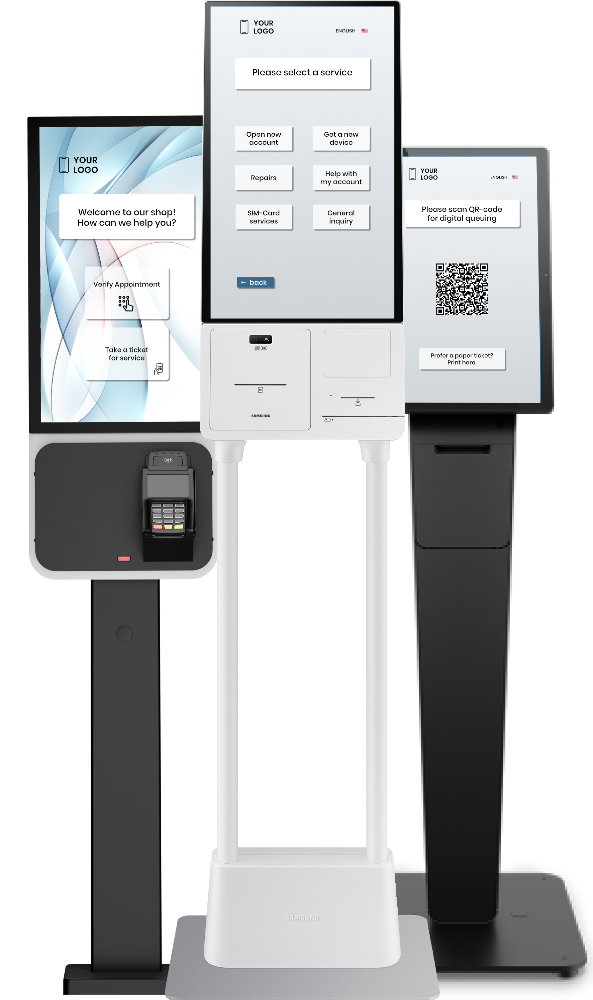 YOUR
LOGO
Welcome to our shop!
How can we help you?
Verify Appointment
Take a ticket
for service
YOUR
LOGO
ENGLISH
Please select a service
Open new
account
Get a new
device
Repairs
Help with
my account
SIM-Card
services
General
inquiry
← back
SAMSUNG
SAMSUNG
YOUR
LOGO
ENGLISH
Please scan QR-code
for digital queuing
Prefer a paper ticket?
Print here.